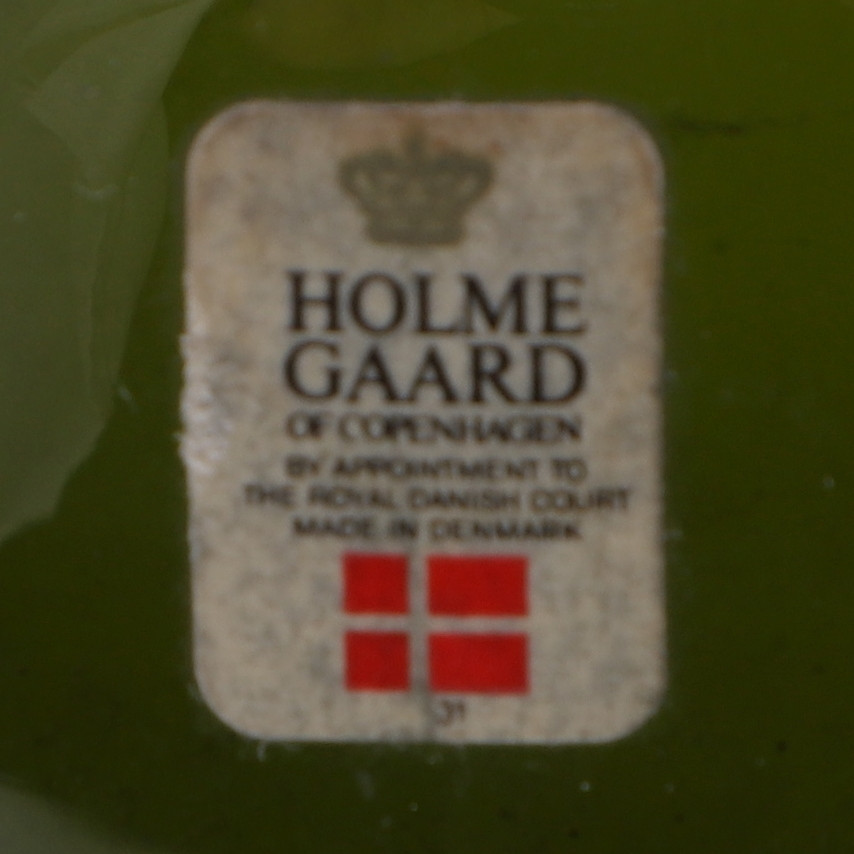 HOLME
GAARD
OF COPENHAGEN
BY APPOINTMENT TO
THE ROYAL DANISH COURT
MADE IN DENMARK